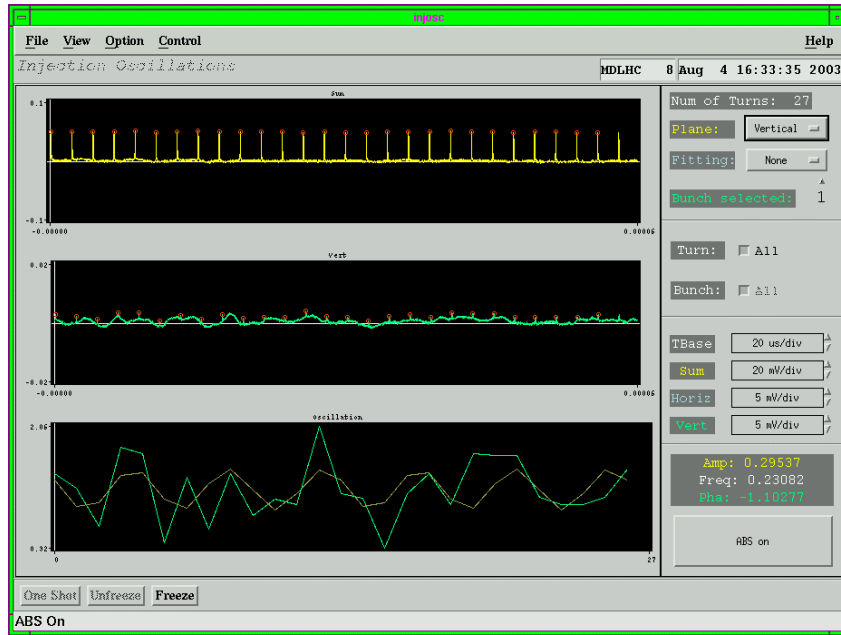 injosc
File View Option Control Help
Injection Oscillations MDLHC 8 Aug 4 16:33:35 2003
Sum
0.1
-0.1
-0.00000 0.00006
Vert
0.02
-0.02
-0.00000 0.00006
Oscillation
2.06
0.32
0 27
Num of Turns: 27
Plane: Vertical
Fitting: None
Bunch selected: 1
Turn: All
Bunch: All
TBase 20 us/div
Sum 20 mV/div
Horiz 5 mV/div
Vert 5 mV/div
Amp: 0.29537
Freq: 0.23082
Pha: -1.10277
ABS on
One Shot Unfreeze Freeze
ABS On